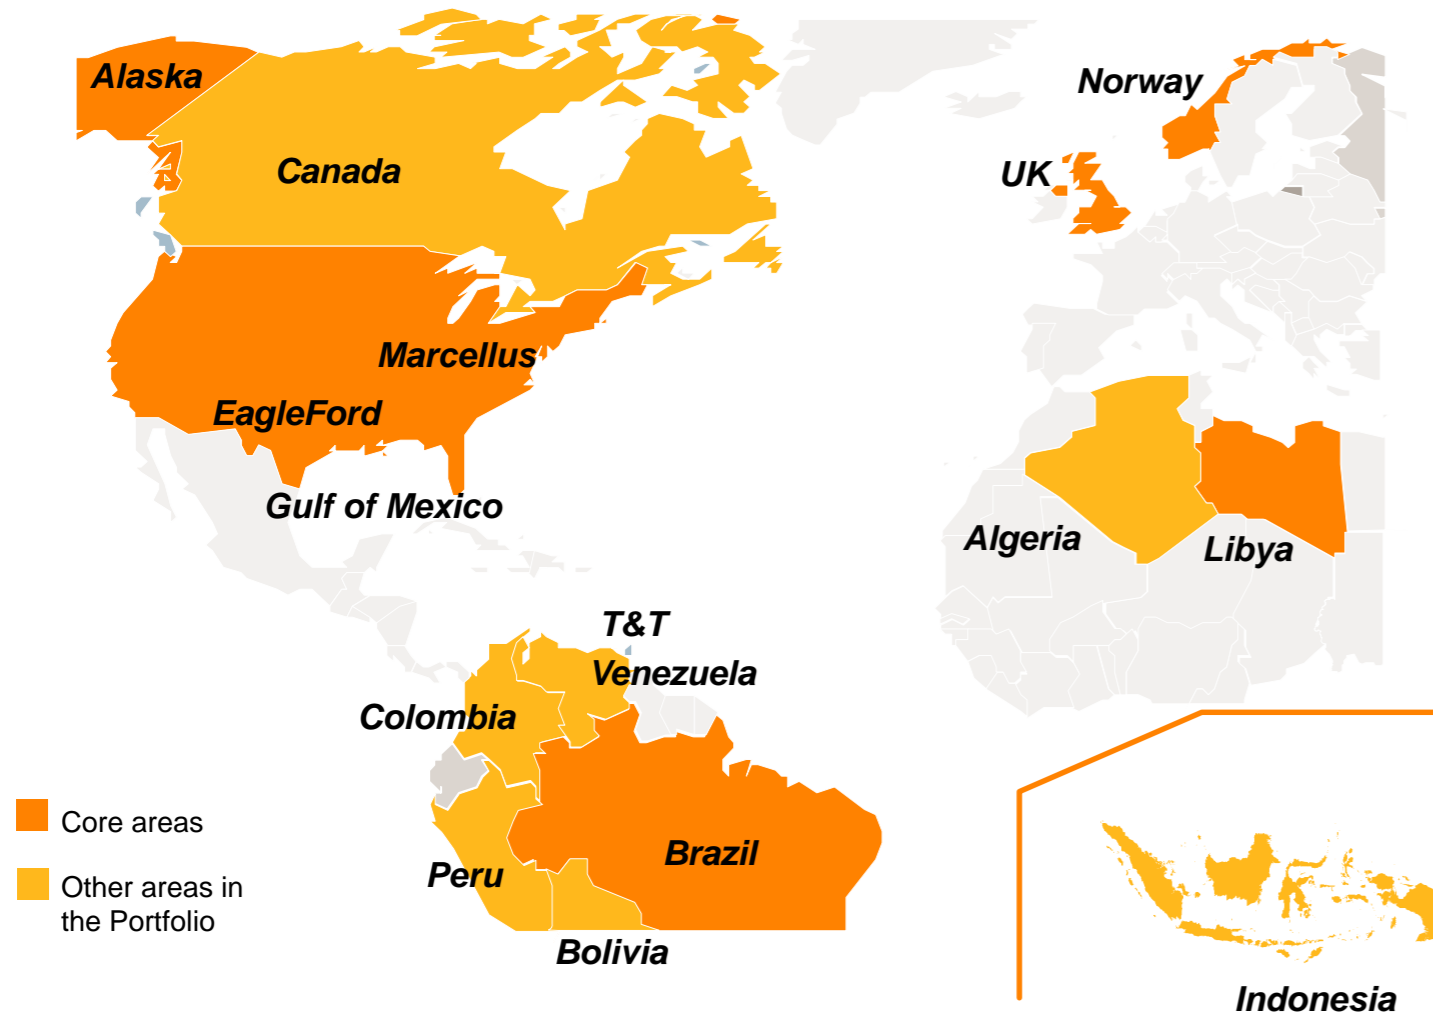 Alaska
Norway
Canada
UK
Marcellus
EagleFord
Gulf of Mexico
Algeria
Libya
T&T
Venezuela
Colombia
Core areas
Brazil
Peru
Other areas in
the Portfolio
Bolivia
Indonesia